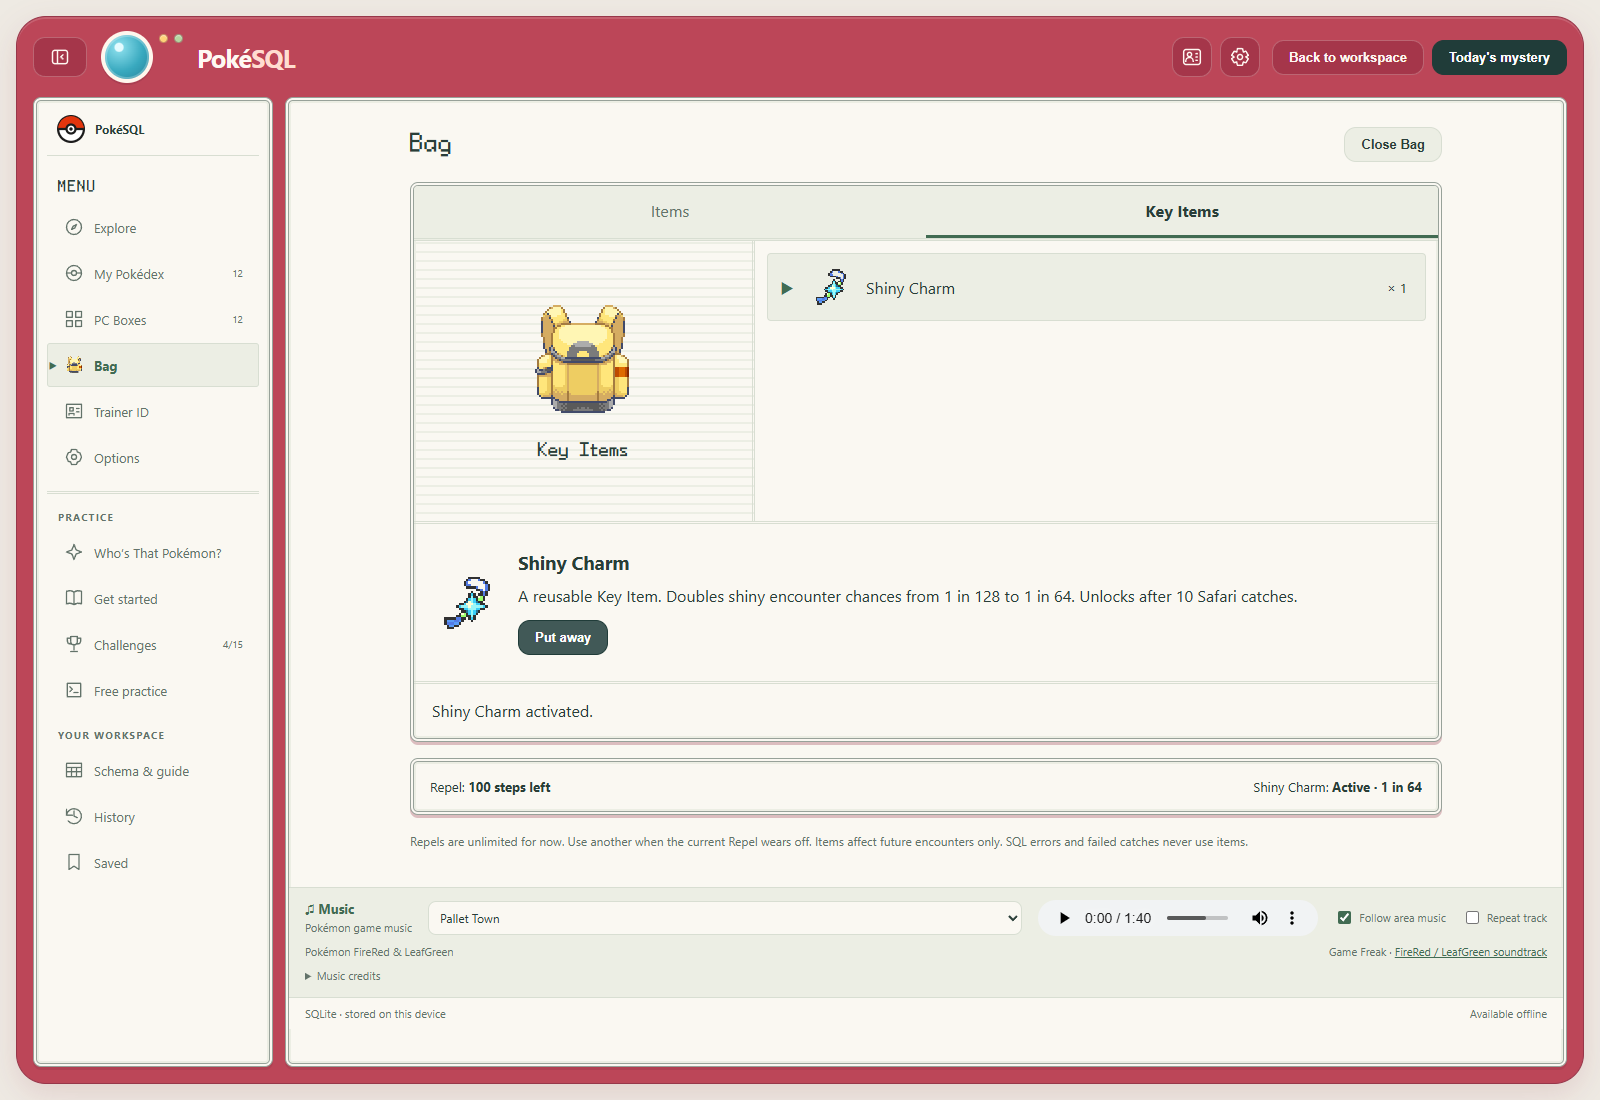 PokéSQL
Back to workspace
Today's mystery
PokéSQL
MENU
Explore
My Pokédex 12
PC Boxes 12
Bag
Trainer ID
Options
PRACTICE
Who's That Pokémon?
Get started
Challenges 4/15
Free practice
YOUR WORKSPACE
Schema & guide
History
Saved
Bag
Close Bag
Items
Key Items
Key Items
Shiny Charm × 1
Shiny Charm
A reusable Key Item. Doubles shiny encounter chances from 1 in 128 to 1 in 64. Unlocks after 10 Safari catches.
Put away
Shiny Charm activated.
Repel: 100 steps left
Shiny Charm: Active · 1 in 64
Repels are unlimited for now. Use another when the current Repel wears off. Items affect future encounters only. SQL errors and failed catches never use items.
♫ Music
Pokémon game music
Pallet Town
0:00 / 1:40
Follow area music
Repeat track
Pokémon FireRed & LeafGreen
Game Freak · FireRed / LeafGreen soundtrack
Music credits
SQLite · stored on this device
Available offline